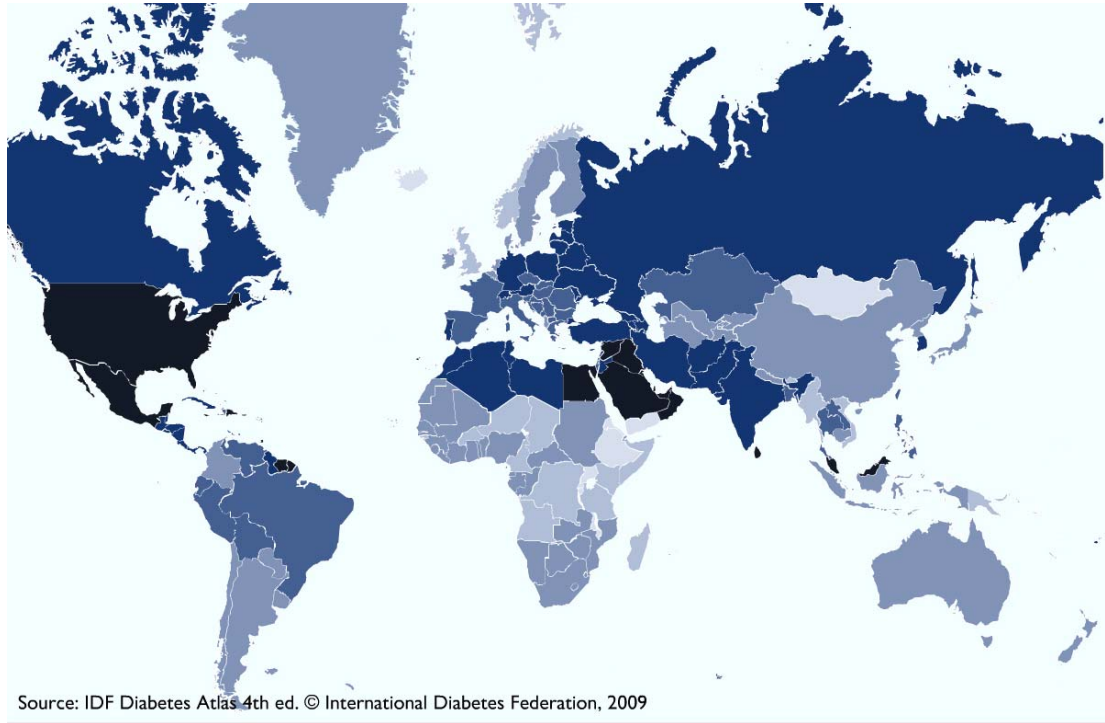 Source: IDF Diabetes Atlas 4th ed. © International Diabetes Federation, 2009